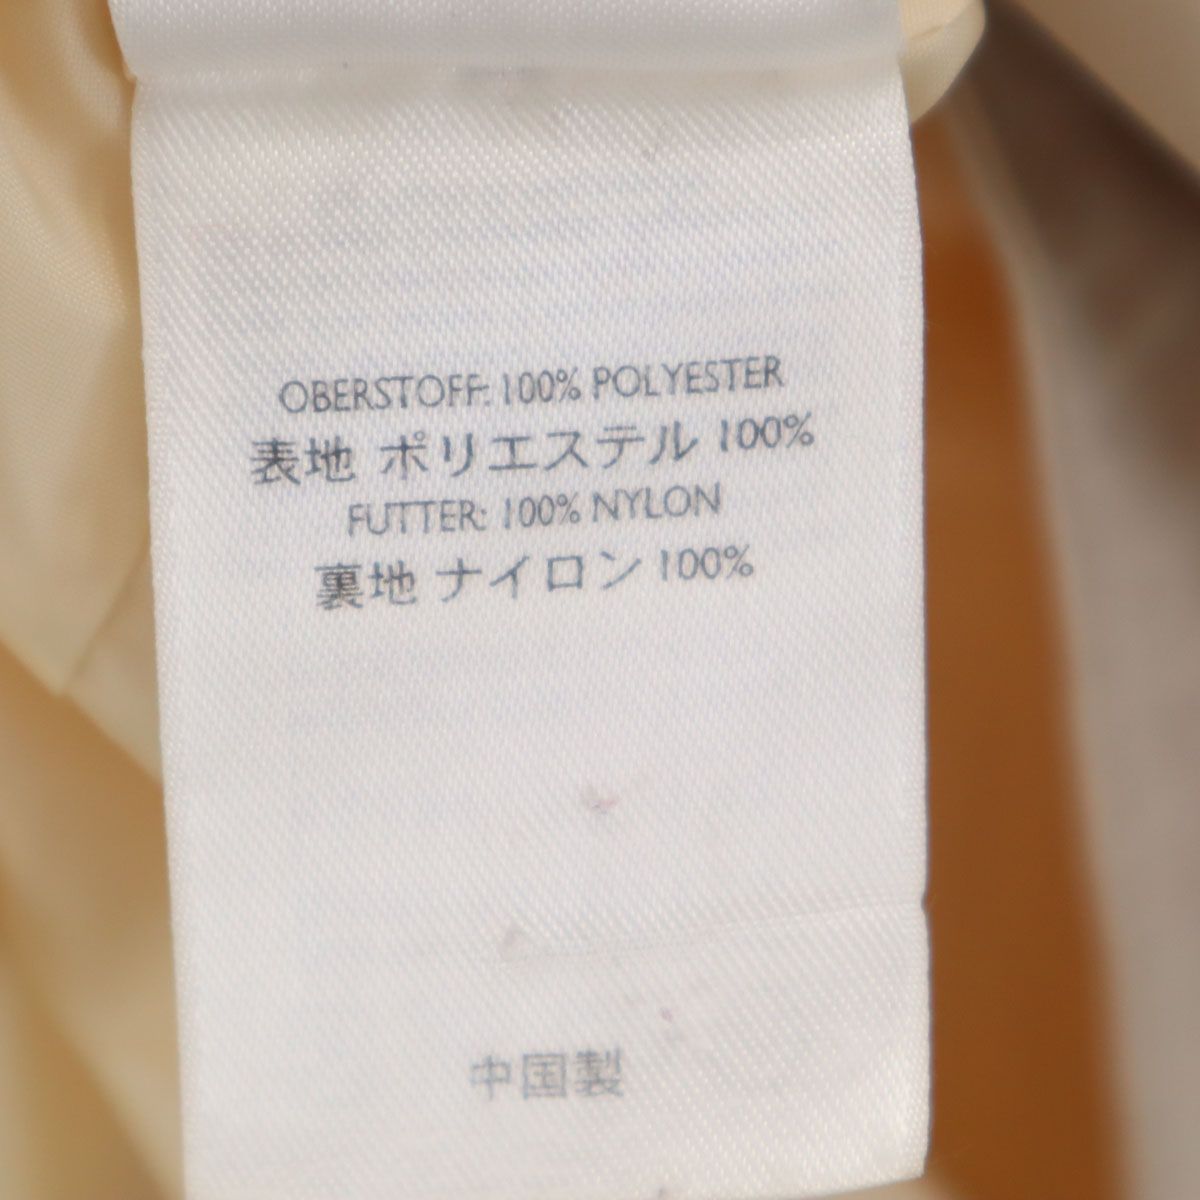 OBERSTOFF: 100% POLYESTER
表地 ポリエステル 100%
FUTTER: 100% NYLON
裏地 ナイロン 100%
中国製